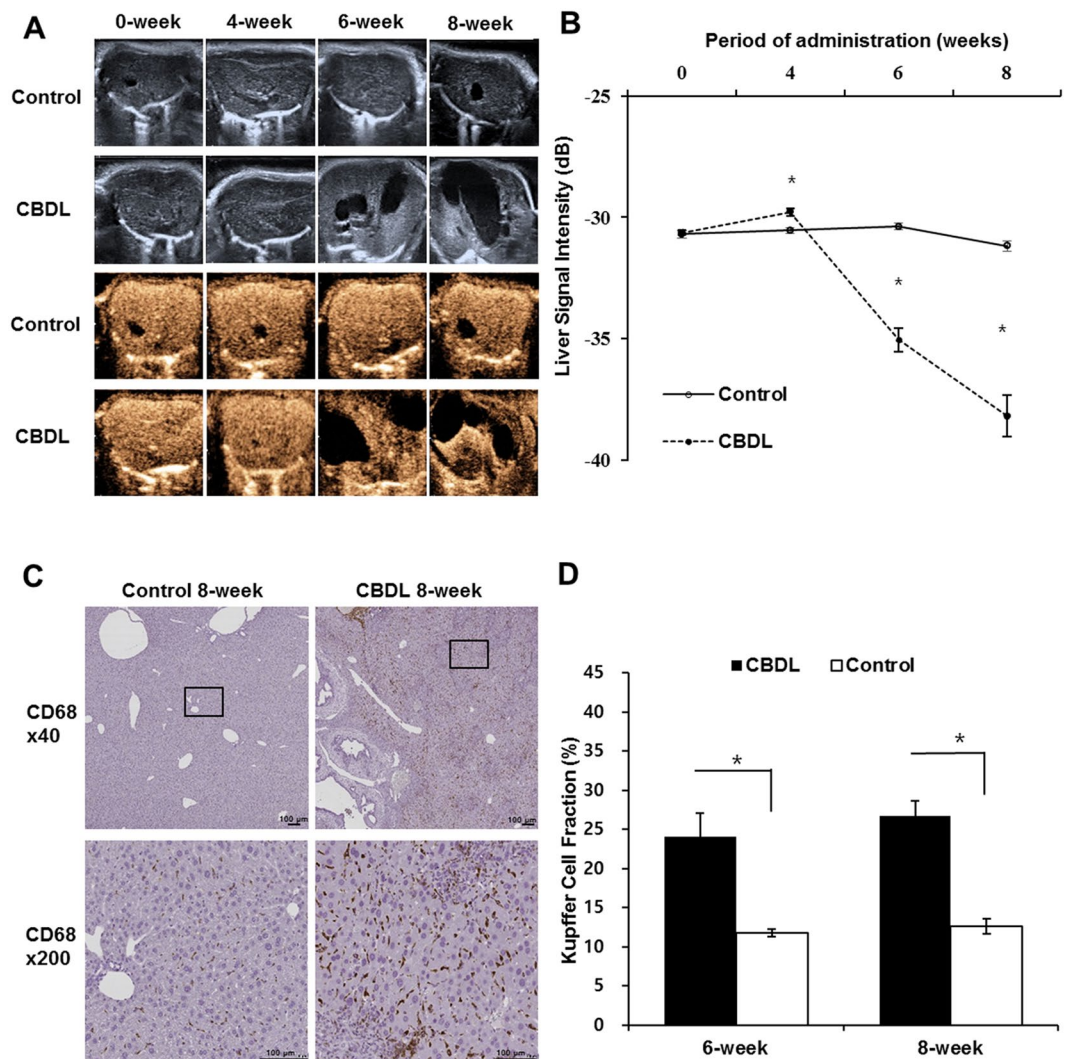 A
0-week 4-week 6-week 8-week
Control
CBDL
Control
CBDL
B
Period of administration (weeks)
0 4 6 8
Liver Signal Intensity (dB)
-25
-30
-35
-40
*
*
*
Control
CBDL
C
Control 8-week CBDL 8-week
CD68
x40
100 µm 100 µm
CD68
x200
100 µm 100 µm
D
CBDL Control
Kupffer Cell Fraction (%)
45
40
35
30
25
20
15
10
5
0
* *
6-week 8-week